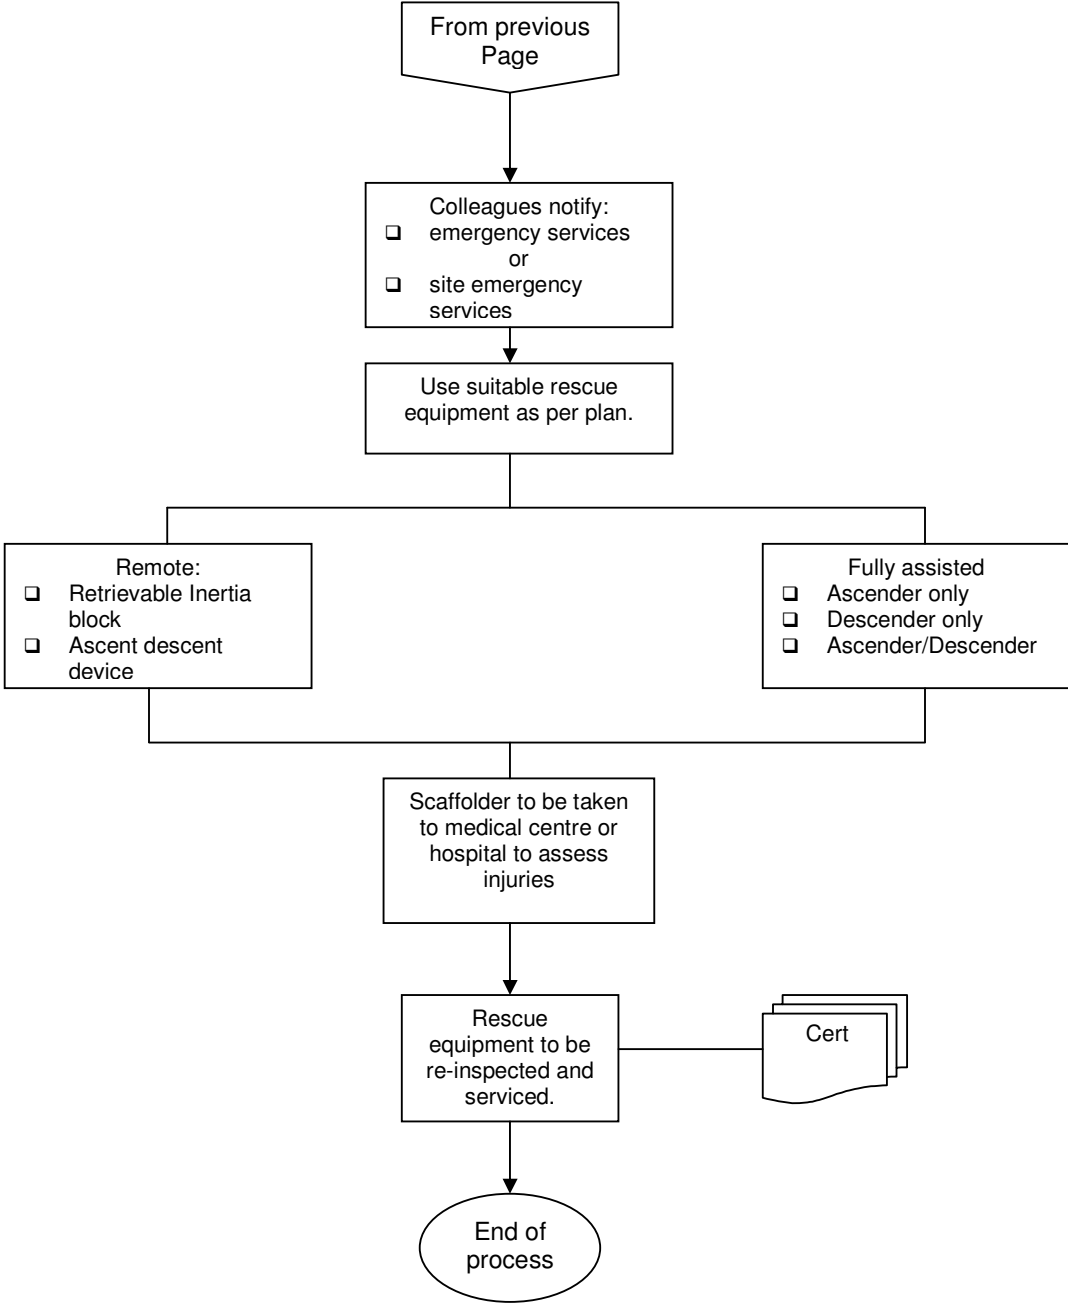 From previous
Page
Colleagues notify:
❑ emergency services
or
❑ site emergency
services
Use suitable rescue
equipment as per plan.
Remote:
❑ Retrievable Inertia
block
❑ Ascent descent
device
Fully assisted
❑ Ascender only
❑ Descender only
❑ Ascender/Descender
Scaffolder to be taken
to medical centre or
hospital to assess
injuries
Rescue
equipment to be
re-inspected and
serviced.
Cert
End of
process